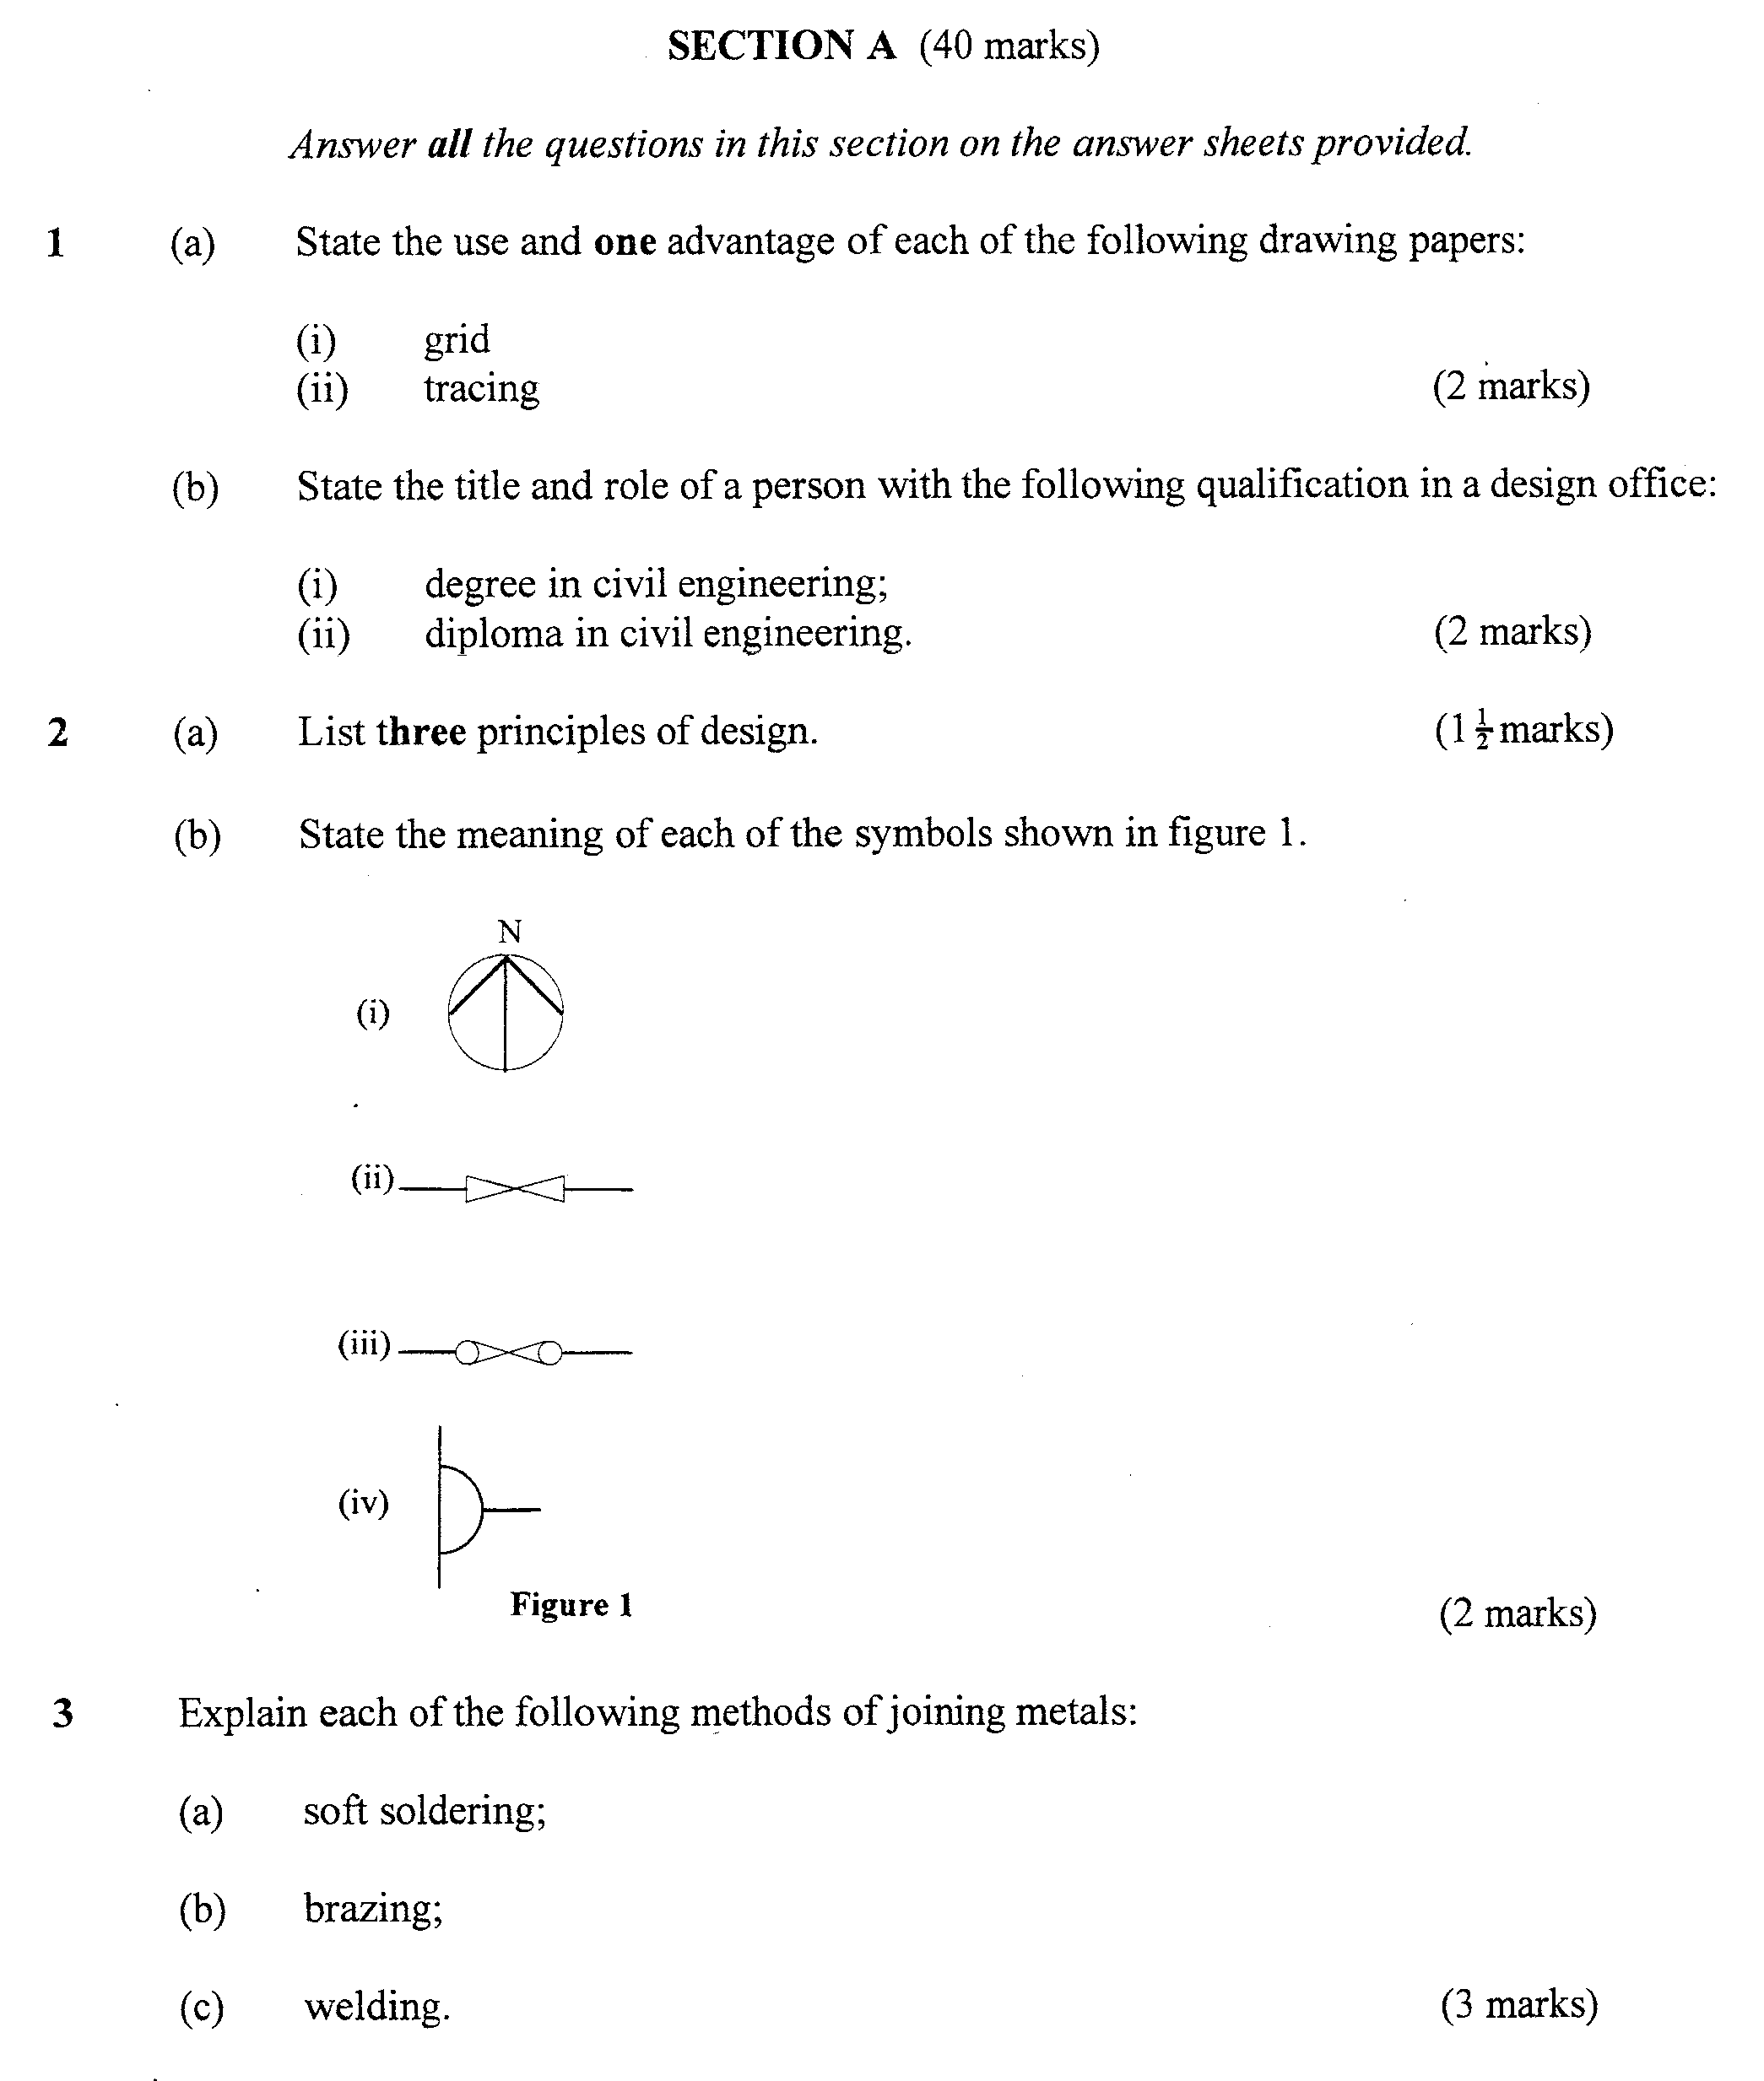 SECTION A (40 marks)
Answer all the questions in this section on the answer sheets provided.
1 (a) State the use and one advantage of each of the following drawing papers:
(i) grid
(ii) tracing (2 marks)
(b) State the title and role of a person with the following qualification in a design office:
(i) degree in civil engineering;
(ii) diploma in civil engineering. (2 marks)
2 (a) List three principles of design. (1 ½ marks)
(b) State the meaning of each of the symbols shown in figure 1.
N
(i)
(ii)
(iii)
(iv)
Figure 1
(2 marks)
3 Explain each of the following methods of joining metals:
(a) soft soldering;
(b) brazing;
(c) welding. (3 marks)